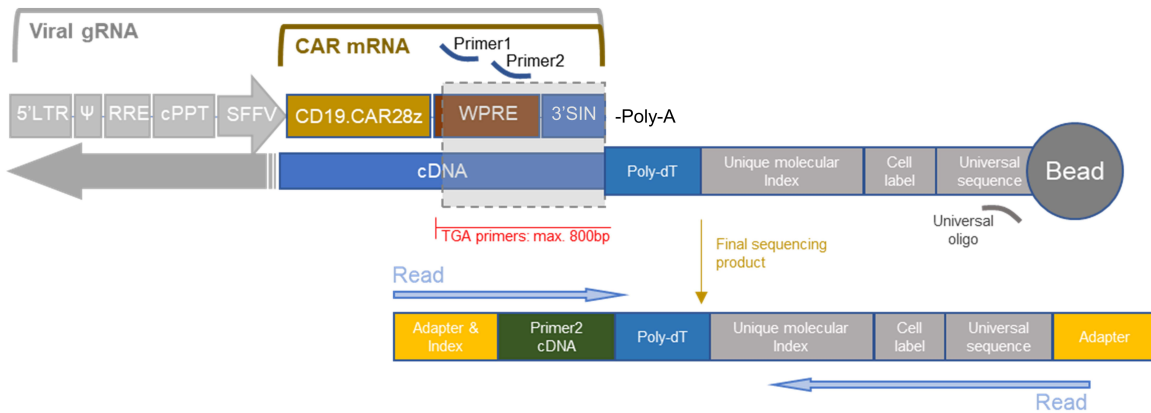 Viral gRNA
CAR mRNA
Primer1
Primer2
5'LTR
Ψ
RRE
cPPT
SFFV
CD19.CAR28z
WPRE
3'SIN
-Poly-A
cDNA
Poly-dT
Unique molecular
Index
Cell
label
Universal
sequence
Bead
Universal
oligo
TGA primers: max. 800bp
Final sequencing
product
Read
Adapter &
Index
Primer2
cDNA
Poly-dT
Unique molecular
Index
Cell
label
Universal
sequence
Adapter
Read